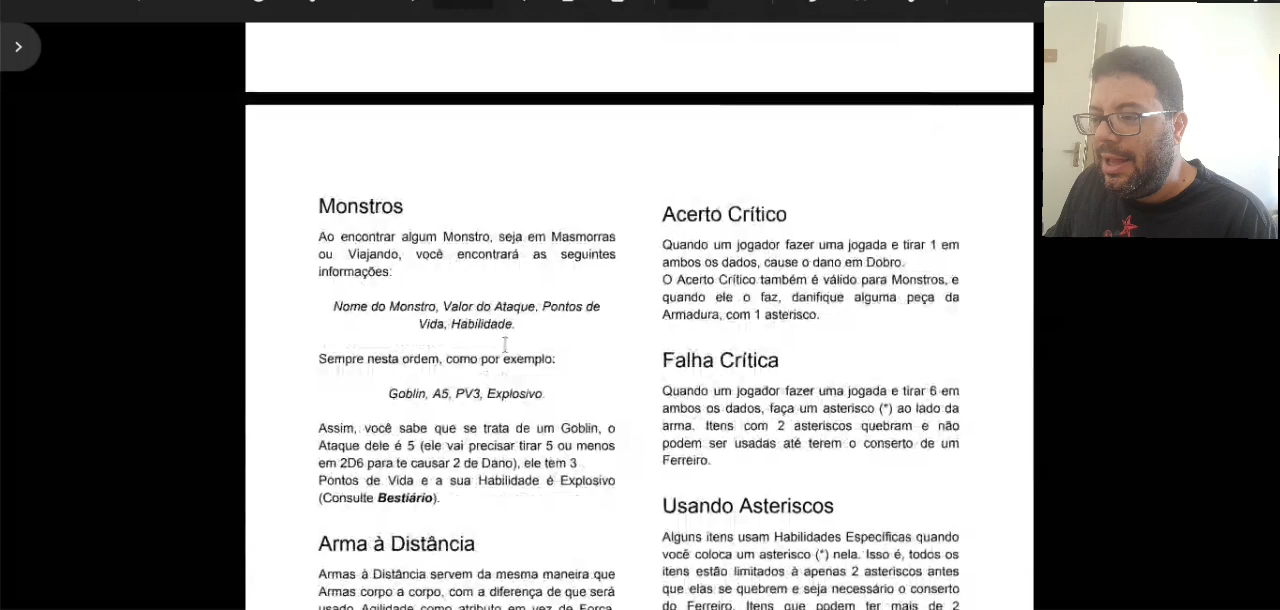 Monstros
Ao encontrar algum Monstro, seja em Masmorras
ou Viajando, você encontrará as seguintes
informações:
Nome do Monstro, Valor do Ataque, Pontos de
Vida, Habilidade.
Sempre nesta ordem, como por exemplo:
Goblin, A5, PV3, Explosivo.
Assim, você sabe que se trata de um Goblin, o
Ataque dele é 5 (ele vai precisar tirar 5 ou menos
em 2D6 para te causar 2 de Dano), ele tem 3
Pontos de Vida e a sua Habilidade é Explosivo
(Consulte Bestiário).
Arma à Distância
Armas à Distância servem da mesma maneira que
Armas corpo a corpo, com a diferença de que será
usado Agilidade como atributo em vez de Força.
Acerto Crítico
Quando um jogador fazer uma jogada e tirar 1 em
ambos os dados, cause o dano em Dobro.
O Acerto Crítico também é válido para Monstros, e
quando ele o faz, danifique alguma peça da
Armadura, com 1 asterisco.
Falha Crítica
Quando um jogador fazer uma jogada e tirar 6 em
ambos os dados, faça um asterisco (*) ao lado da
arma. Itens com 2 asteriscos quebram e não
podem ser usadas até terem o conserto de um
Ferreiro.
Usando Asteriscos
Alguns itens usam Habilidades Específicas quando
você coloca um asterisco (*) nela. Isso é, todos os
itens estão limitados à apenas 2 asteriscos antes
que elas se quebrem e seja necessário o conserto
do Ferreiro. Itens que podem ter mais de 2